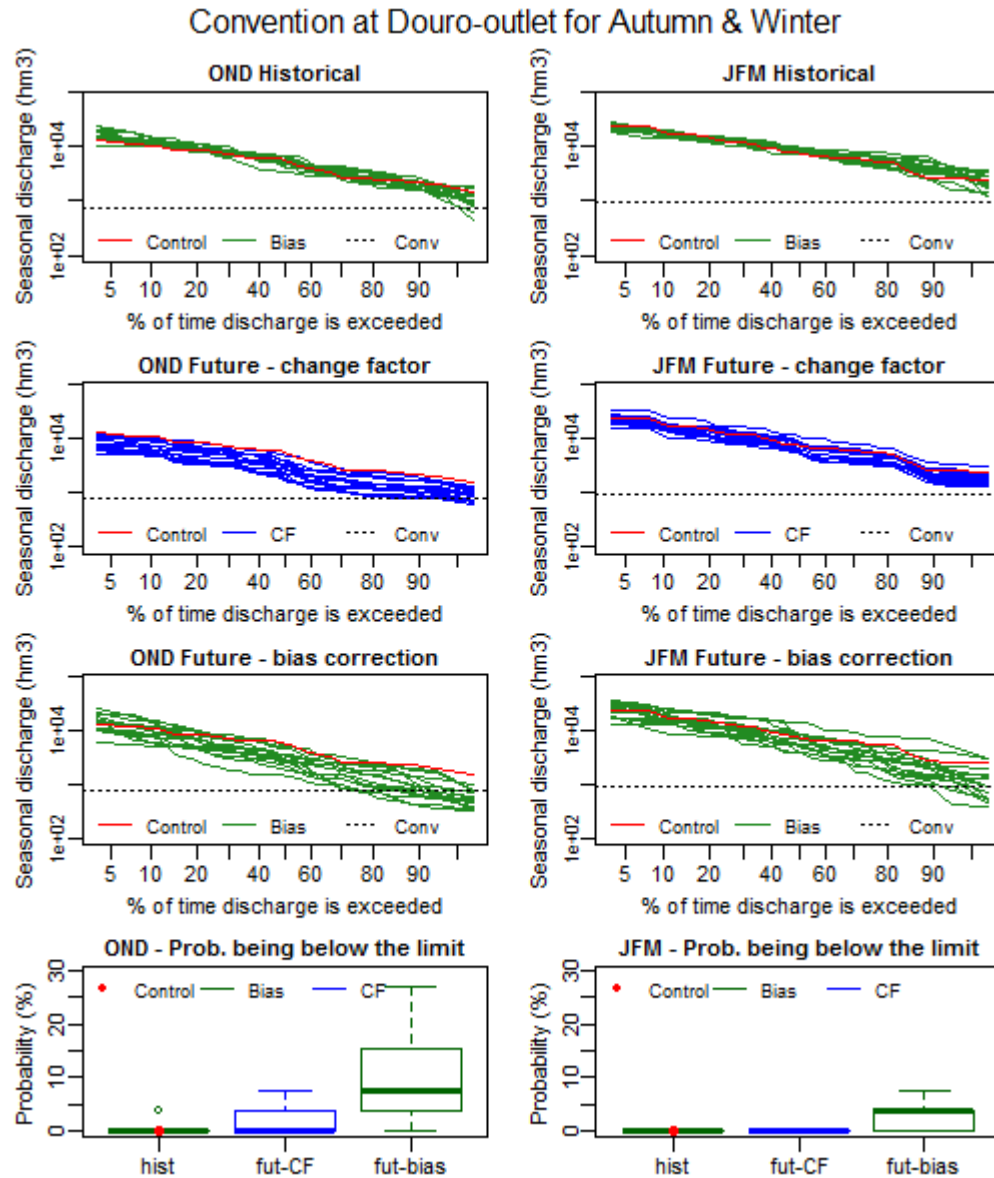 Convention at Douro-outlet for Autumn & Winter
OND Historical
Seasonal discharge (hm3)
1e+04
1e+02
Control Bias Conv
5 10 20 40 60 80 90
% of time discharge is exceeded
JFM Historical
Seasonal discharge (hm3)
1e+04
1e+02
Control Bias Conv
5 10 20 40 60 80 90
% of time discharge is exceeded
OND Future - change factor
Seasonal discharge (hm3)
1e+04
1e+02
Control CF Conv
5 10 20 40 60 80 90
% of time discharge is exceeded
JFM Future - change factor
Seasonal discharge (hm3)
1e+04
1e+02
Control CF Conv
5 10 20 40 60 80 90
% of time discharge is exceeded
OND Future - bias correction
Seasonal discharge (hm3)
1e+04
1e+02
Control Bias Conv
5 10 20 40 60 80 90
% of time discharge is exceeded
JFM Future - bias correction
Seasonal discharge (hm3)
1e+04
1e+02
Control Bias Conv
5 10 20 40 60 80 90
% of time discharge is exceeded
OND - Prob. being below the limit
Probability (%)
30
20
10
0
Control Bias CF
hist fut-CF fut-bias
JFM - Prob. being below the limit
Probability (%)
30
20
10
0
Control Bias CF
hist fut-CF fut-bias